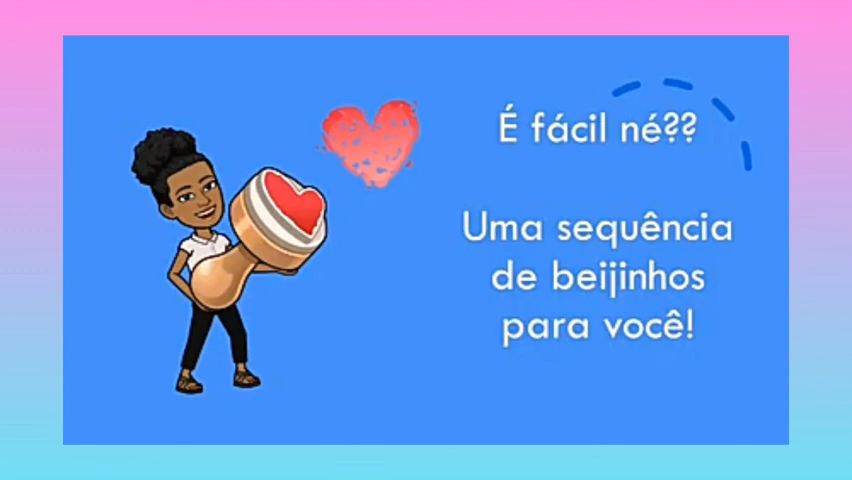 É fácil né??
Uma sequência
de beijinhos
para você!